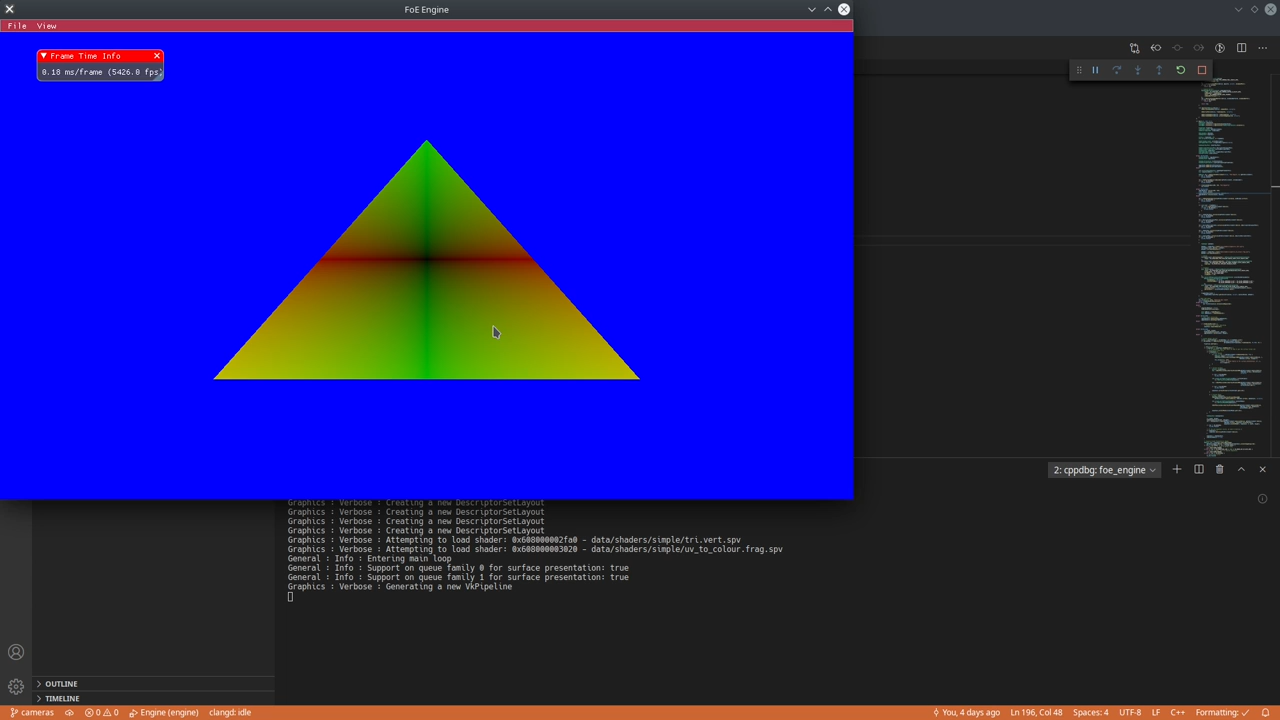 FoE Engine
File View
Frame Time Info
0.18 ms/frame (5426.0 fps)
2: cppdbg: foe_engine
Graphics : Verbose : Creating a new DescriptorSetLayout
Graphics : Verbose : Creating a new DescriptorSetLayout
Graphics : Verbose : Creating a new DescriptorSetLayout
Graphics : Verbose : Creating a new DescriptorSetLayout
Graphics : Verbose : Attempting to load shader: 0x608000002fa0 - data/shaders/simple/tri.vert.spv
Graphics : Verbose : Attempting to load shader: 0x608000003020 - data/shaders/simple/uv_to_colour.frag.spv
General : Info : Entering main loop
General : Info : Support on queue family 0 for surface presentation: true
General : Info : Support on queue family 1 for surface presentation: true
Graphics : Verbose : Generating a new VkPipeline
OUTLINE
TIMELINE
cameras 0 0 Engine (engine) clangd: idle You, 4 days ago Ln 196, Col 48 Spaces: 4 UTF-8 LF C++ Formatting: ✓